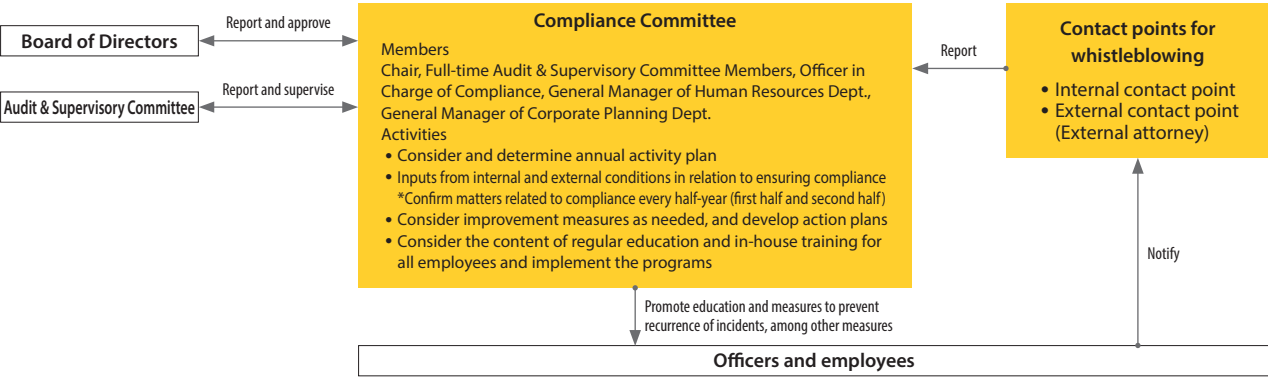 Board of Directors
Report and approve
Audit & Supervisory Committee
Report and supervise
Compliance Committee
Members
Chair, Full-time Audit & Supervisory Committee Members, Officer in
Charge of Compliance, General Manager of Human Resources Dept.,
General Manager of Corporate Planning Dept.
Activities
• Consider and determine annual activity plan
• Inputs from internal and external conditions in relation to ensuring compliance
*Confirm matters related to compliance every half-year (first half and second half)
• Consider improvement measures as needed, and develop action plans
• Consider the content of regular education and in-house training for
all employees and implement the programs
Report
Contact points for
whistleblowing
• Internal contact point
• External contact point
(External attorney)
Notify
Promote education and measures to prevent
recurrence of incidents, among other measures
Officers and employees